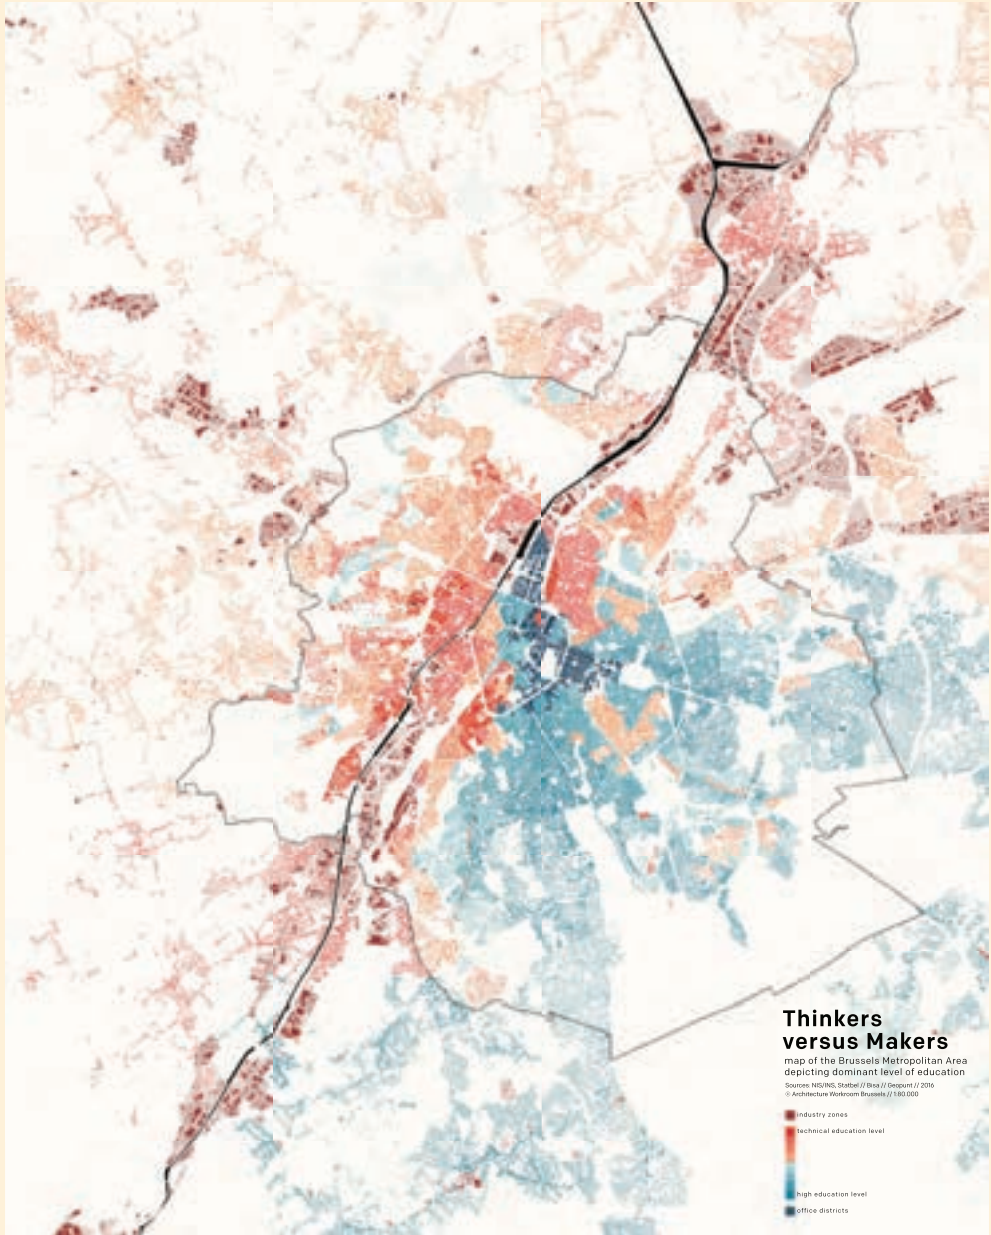 Thinkers
versus Makers
map of the Brussels Metropolitan Area
depicting dominant level of education
Sources: NIS/INS, Statbel // Bisa // Geopunt // 2016
© Architecture Workroom Brussels // 1:80.000
industry zones
technical education level
high education level
office districts